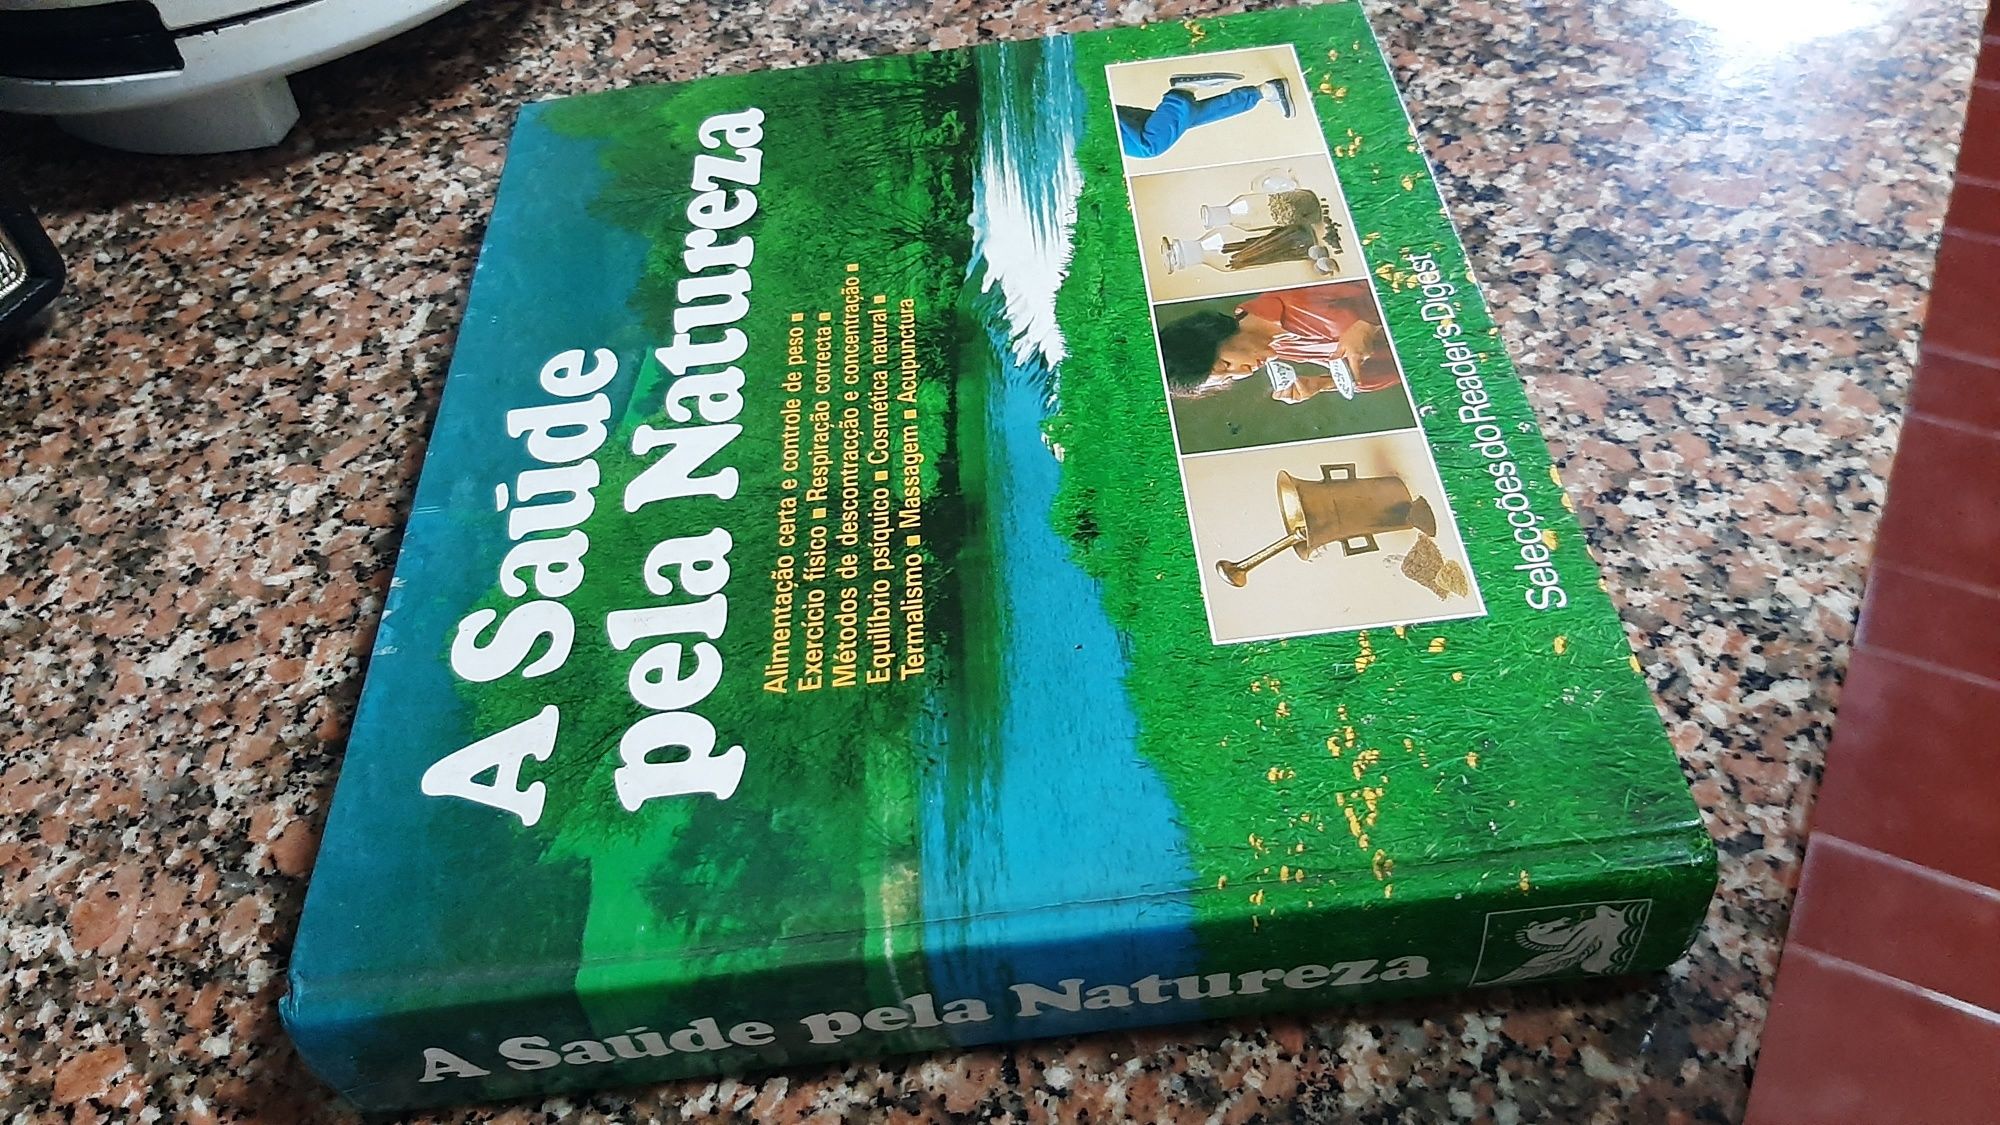 A Saúde
pela Natureza
Alimentação certa e controle de peso ■
Exercício físico ■ Respiração correcta ■
Métodos de descontracção e concentração ■
Equilíbrio psíquico ■ Cosmética natural ■
Termalismo ■ Massagem ■ Acupunctura
Selecções do Reader's Digest
A Saúde pela Natureza